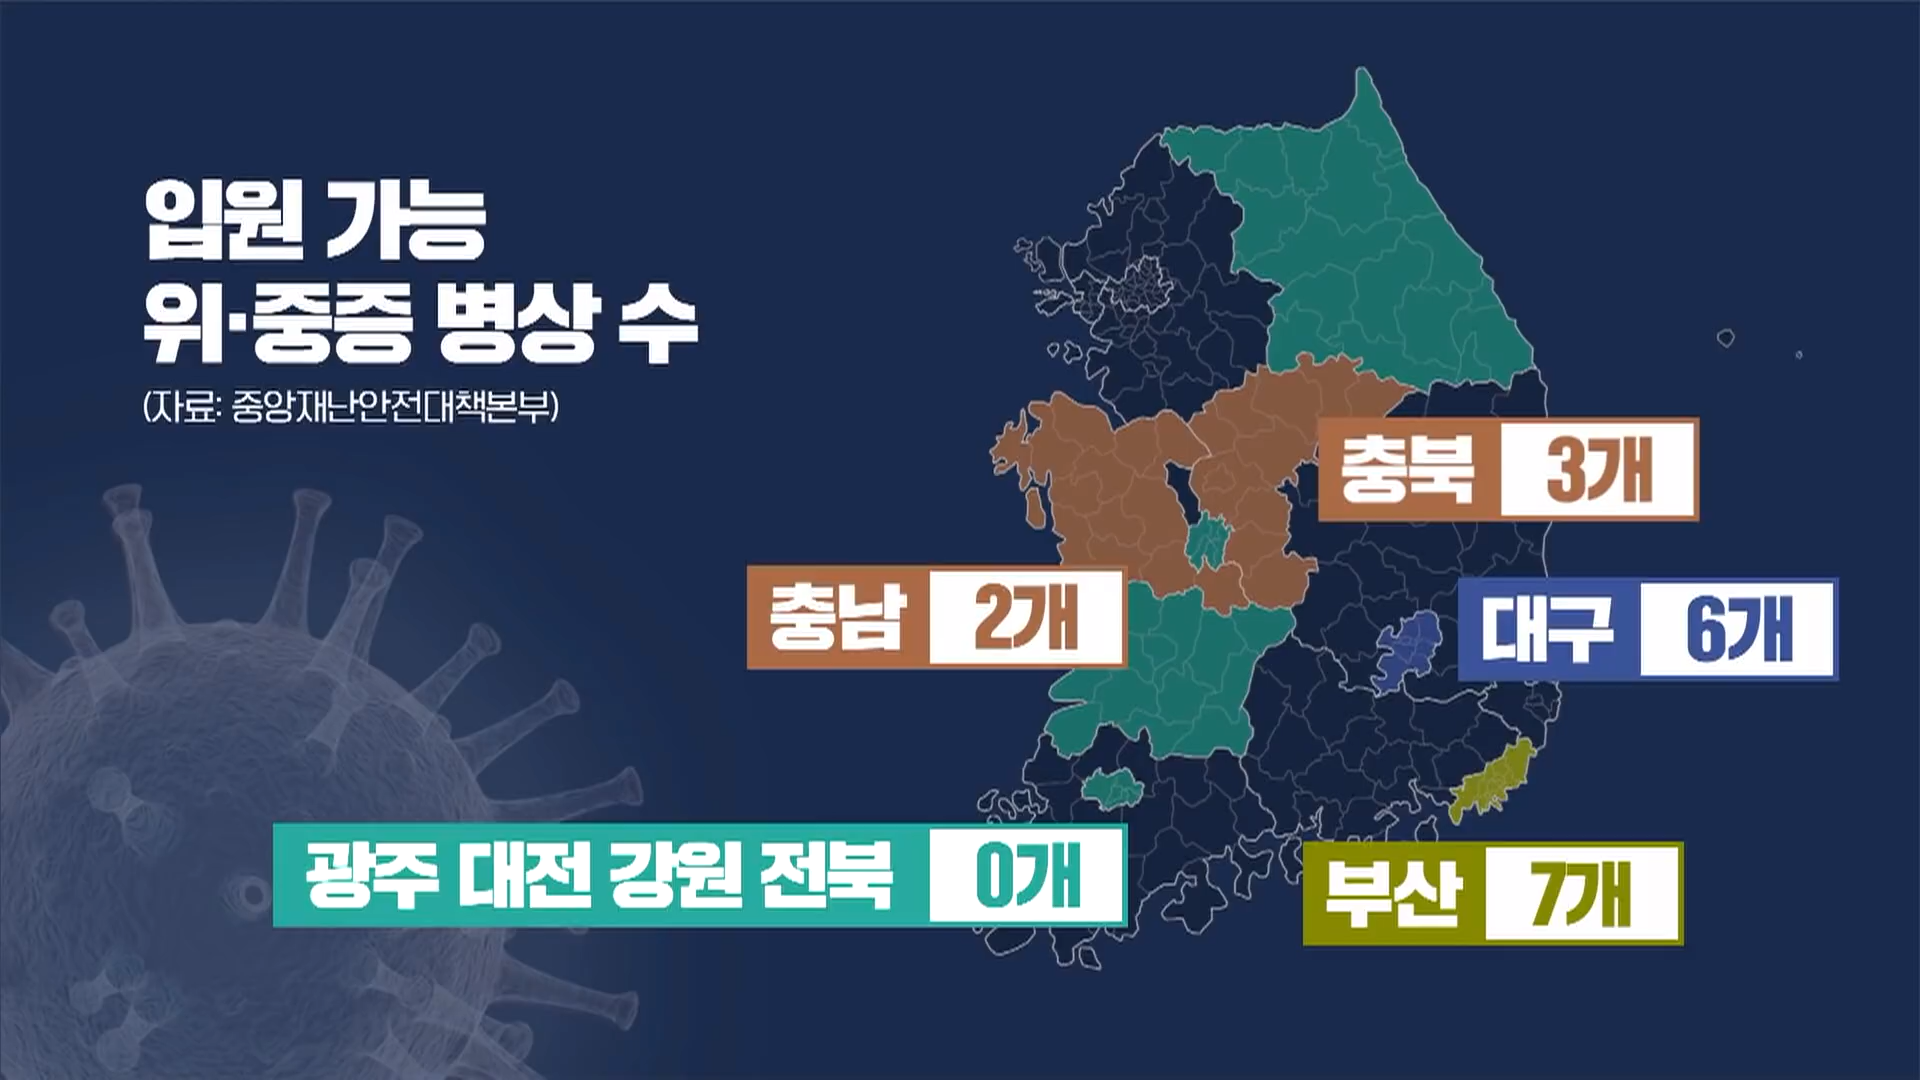 입원 가능
위·중증 병상 수
(자료: 중앙재난안전대책본부)
충북 3개
충남 2개
대구 6개
광주 대전 강원 전북 0개
부산 7개